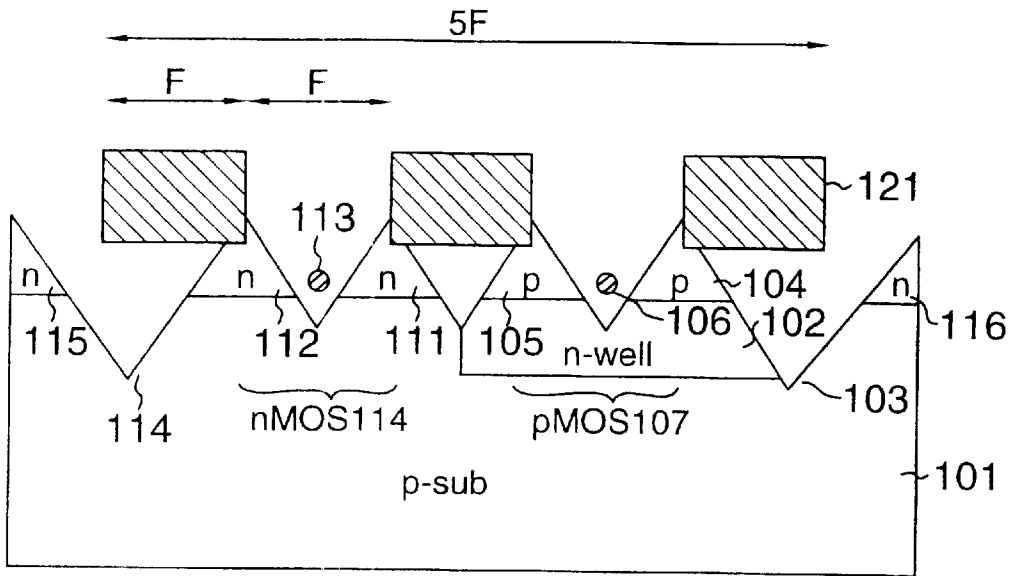 5F
F F
121
113
n n n p p 104 n
115 112 111 105 106 102 116
n-well
114 nMOS114 pMOS107 103
p-sub 101